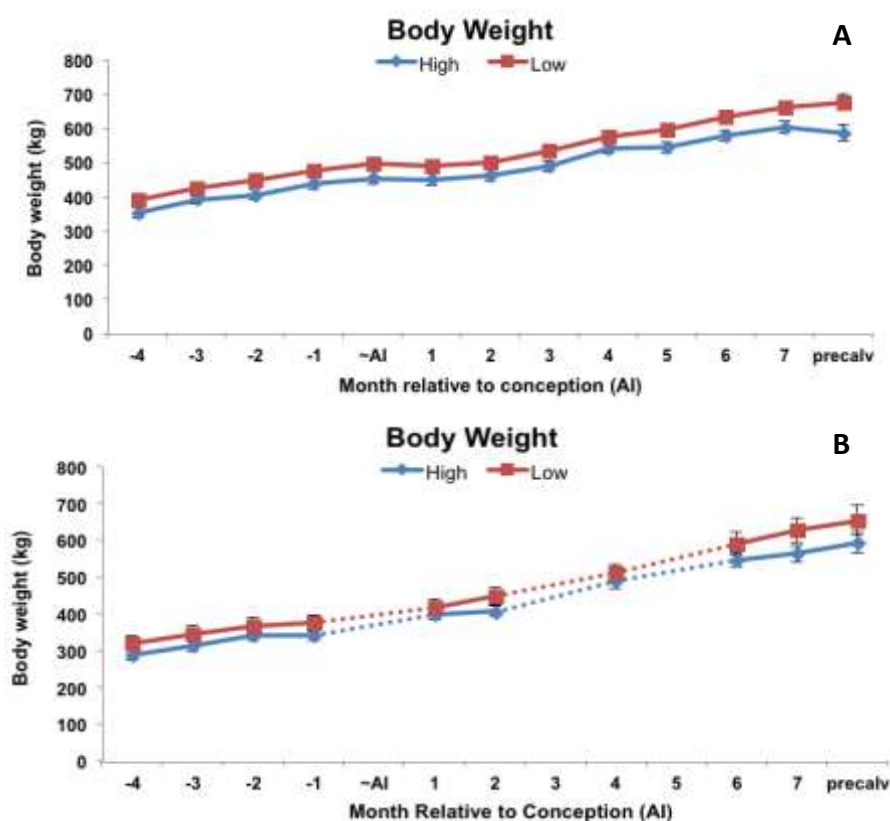 Body Weight
A
High Low
800
700
600
500
400
300
200
100
0
Body weight (kg)
-4 -3 -2 -1 ~AI 1 2 3 4 5 6 7 precalv
Month relative to conception (AI)
Body Weight
B
High Low
800
700
600
500
400
300
200
100
0
Body weight (kg)
-4 -3 -2 -1 ~AI 1 2 3 4 5 6 7 precalv
Month Relative to Conception (AI)